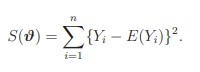 S(ϑ) = ∑_{i=1}^{n} {Y_i − E(Y_i)}².